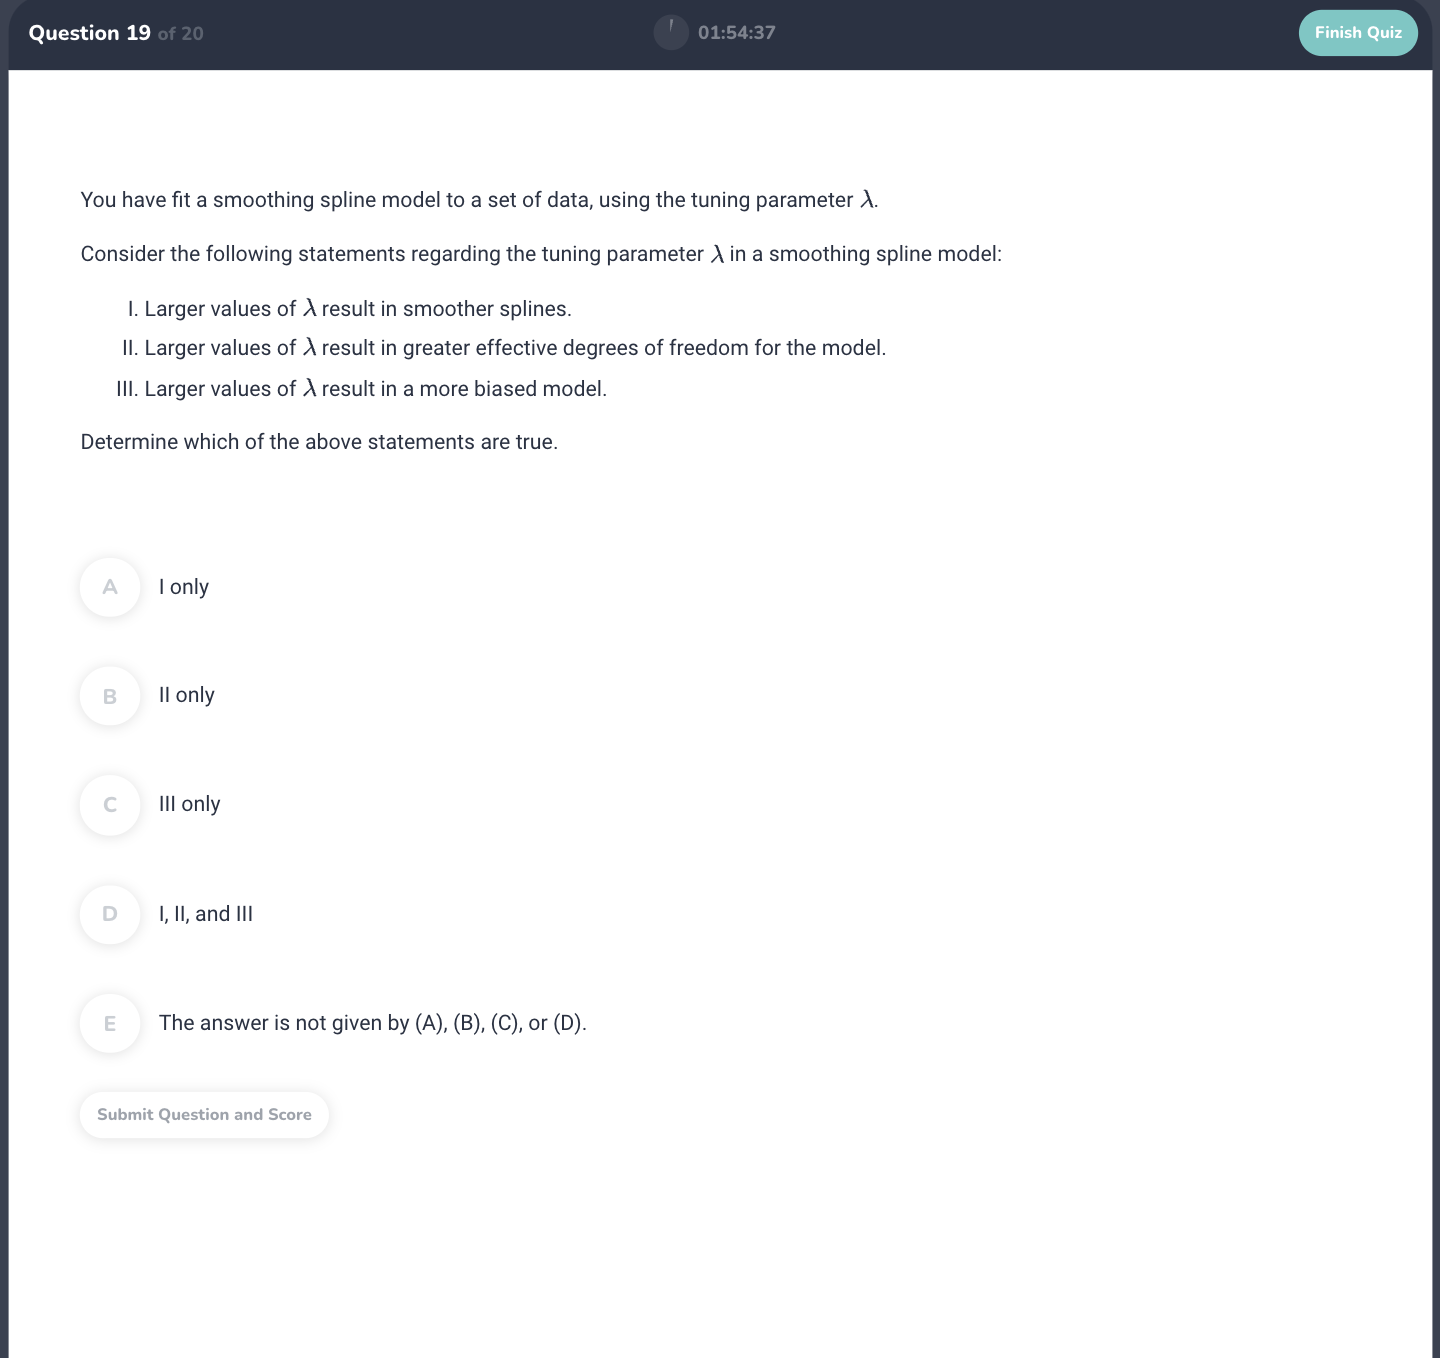 Question 19 of 20
01:54:37
Finish Quiz
You have fit a smoothing spline model to a set of data, using the tuning parameter λ.
Consider the following statements regarding the tuning parameter λ in a smoothing spline model:
I. Larger values of λ result in smoother splines.
II. Larger values of λ result in greater effective degrees of freedom for the model.
III. Larger values of λ result in a more biased model.
Determine which of the above statements are true.
A I only
B II only
C III only
D I, II, and III
E The answer is not given by (A), (B), (C), or (D).
Submit Question and Score